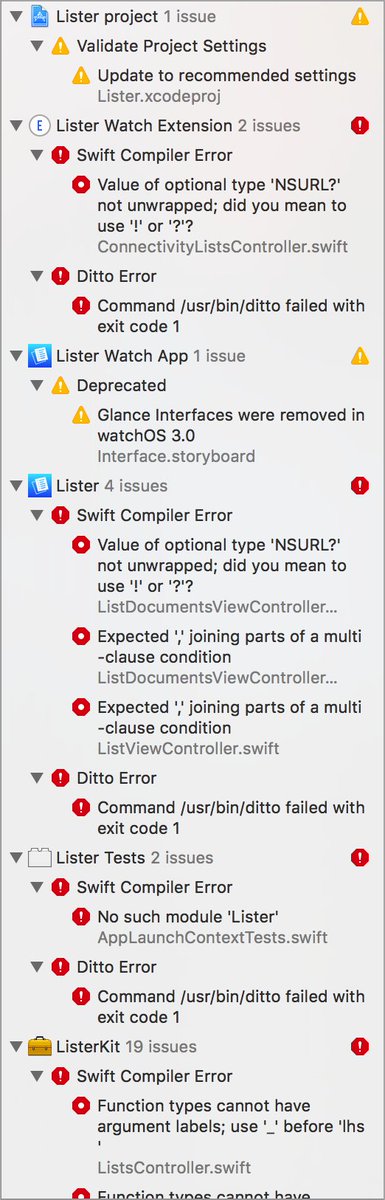 Lister project 1 issue
Validate Project Settings
Update to recommended settings
Lister.xcodeproj
E Lister Watch Extension 2 issues
Swift Compiler Error
Value of optional type 'NSURL?'
not unwrapped; did you mean to
use '!' or '?'?
ConnectivityListsController.swift
Ditto Error
Command /usr/bin/ditto failed with
exit code 1
Lister Watch App 1 issue
Deprecated
Glance Interfaces were removed in
watchOS 3.0
Interface.storyboard
Lister 4 issues
Swift Compiler Error
Value of optional type 'NSURL?'
not unwrapped; did you mean to
use '!' or '?'?
ListDocumentsViewController...
Expected ',' joining parts of a multi
-clause condition
ListDocumentsViewController...
Expected ',' joining parts of a multi
-clause condition
ListViewController.swift
Ditto Error
Command /usr/bin/ditto failed with
exit code 1
Lister Tests 2 issues
Swift Compiler Error
No such module 'Lister'
AppLaunchContextTests.swift
Ditto Error
Command /usr/bin/ditto failed with
exit code 1
ListerKit 19 issues
Swift Compiler Error
Function types cannot have
argument labels; use '_' before 'lhs
'
ListsController.swift
Function types cannot have